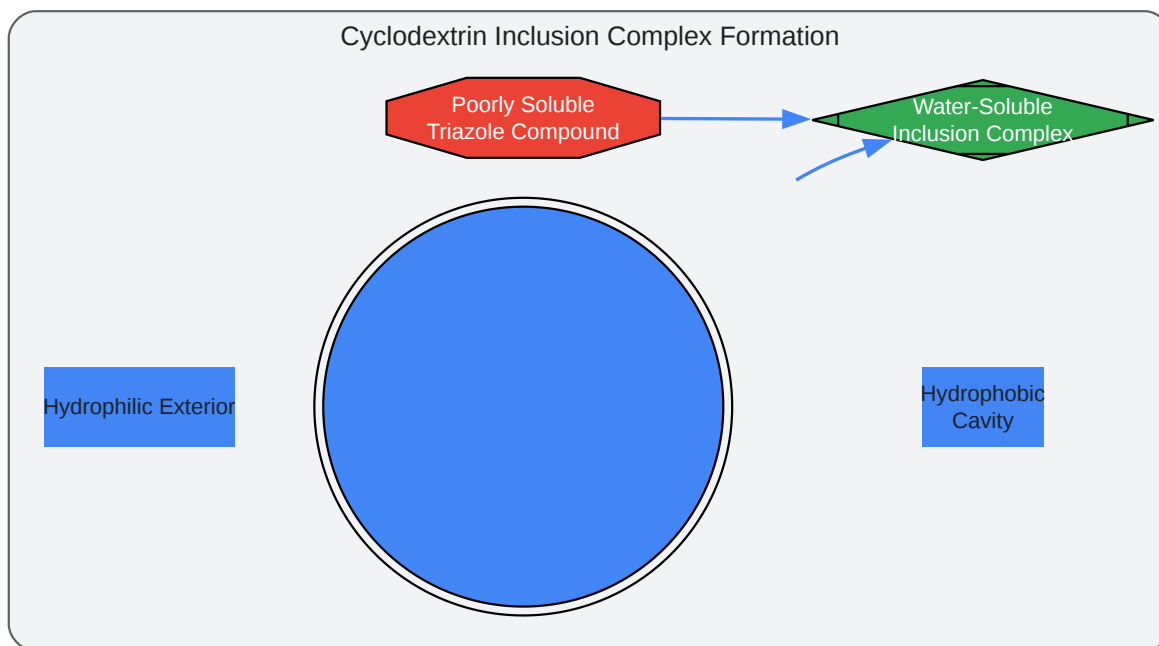 Cyclodextrin Inclusion Complex Formation
Poorly Soluble
Triazole Compound
Water-Soluble
Inclusion Complex
Hydrophilic Exterior
Hydrophobic
Cavity